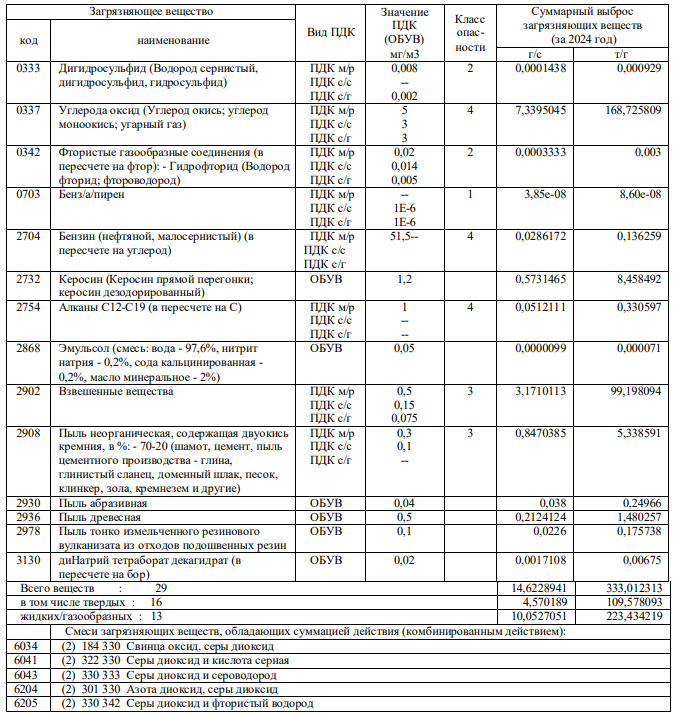 Загрязняющее вещество Вид ПДК Значение ПДК (ОБУВ) мг/м3 Класс опас- ности Суммарный выброс загрязняющих веществ (за 2024 год)
код наименование г/с т/г
0333 Дигидросульфид (Водород сернистый, ПДК м/р 0,008 2 0,0001438 0,000929
дигидросульфид, гидросульфид) ПДК с/с --
ПДК с/г 0,002
0337 Углерода оксид (Углерод окись; углерод ПДК м/р 5 4 7,3395045 168,725809
моноокись; угарный газ) ПДК с/с 3
ПДК с/г 3
0342 Фтористые газообразные соединения (в ПДК м/р 0,02 2 0,0003333 0,003
пересчете на фтор): - Гидрофторид (Водород ПДК с/с 0,014
фторид; фтороводород) ПДК с/г 0,005
0703 Бенз/а/пирен ПДК м/р -- 1 3,85e-08 8,60e-08
ПДК с/с 1E-6
ПДК с/г 1E-6
2704 Бензин (нефтяной, малосернистый) (в ПДК м/р 51,5-- 4 0,0286172 0,136259
пересчете на углерод) ПДК с/с
ПДК с/г
2732 Керосин (Керосин прямой перегонки; ОБУВ 1,2 0,5731465 8,458492
керосин дезодорированный)
2754 Алканы C12-C19 (в пересчете на С) ПДК м/р 1 4 0,0512111 0,330597
ПДК с/с --
ПДК с/г --
2868 Эмульсол (смесь: вода - 97,6%, нитрит ОБУВ 0,05 0,0000099 0,000071
натрия - 0,2%, сода кальцинированная -
0,2%, масло минеральное - 2%)
2902 Взвешенные вещества ПДК м/р 0,5 3 3,1710113 99,198094
ПДК с/с 0,15
ПДК с/г 0,075
2908 Пыль неорганическая, содержащая двуокись ПДК м/р 0,3 3 0,8470385 5,338591
кремния, в %: - 70-20 (шамот, цемент, пыль ПДК с/с 0,1
цементного производства - глина, ПДК с/г --
глинистый сланец, доменный шлак, песок,
клинкер, зола, кремнезем и другие)
2930 Пыль абразивная ОБУВ 0,04 0,038 0,24966
2936 Пыль древесная ОБУВ 0,5 0,2124124 1,480257
2978 Пыль тонко измельченного резинового ОБУВ 0,1 0,0226 0,175738
вулканизата из отходов подошвенных резин
3130 диНатрий тетраборат декагидрат (в ОБУВ 0,02 0,0017108 0,00675
пересчете на бор)
Всего веществ : 29 14,6228941 333,012313
в том числе твердых : 16 4,570189 109,578093
жидких/газообразных : 13 10,0527051 223,434219
Смеси загрязняющих веществ, обладающих суммацией действия (комбинированным действием):
6034 (2) 184 330 Свинца оксид, серы диоксид
6041 (2) 322 330 Серы диоксид и кислота серная
6043 (2) 330 333 Серы диоксид и сероводород
6204 (2) 301 330 Азота диоксид, серы диоксид
6205 (2) 330 342 Серы диоксид и фтористый водород